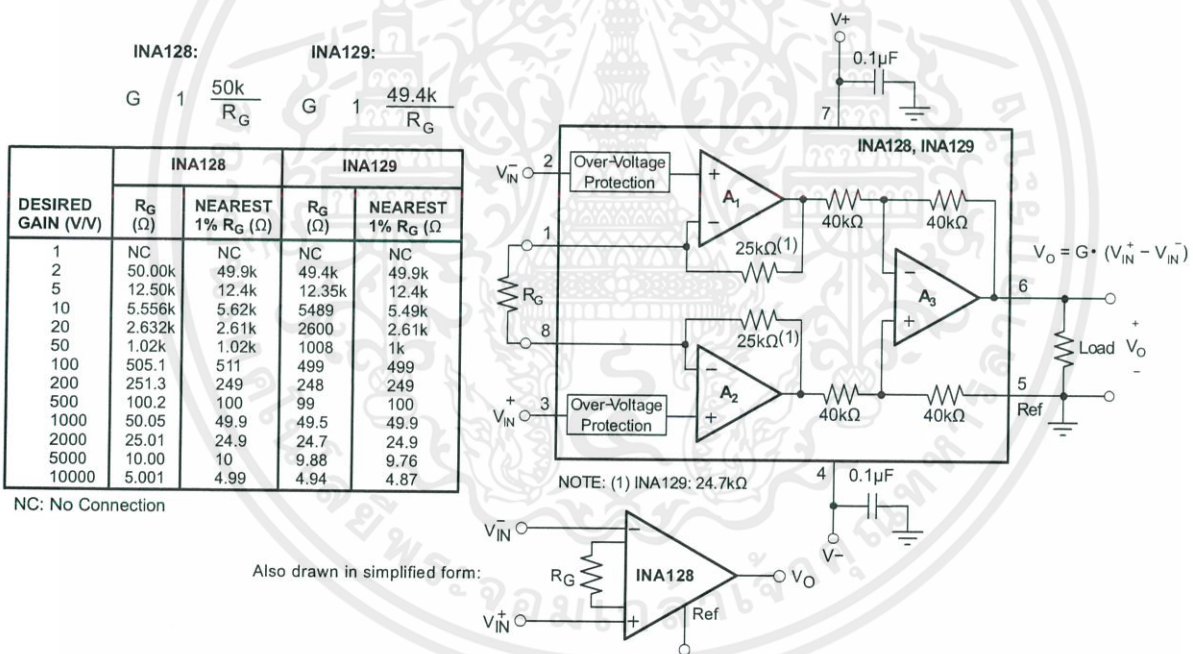 INA128: INA129:
G 1 50k / R_G G 1 49.4k / R_G
INA128 INA129
DESIRED GAIN (V/V) R_G (Ω) NEAREST 1% R_G (Ω) R_G (Ω) NEAREST 1% R_G (Ω
1 NC NC NC NC
2 50.00k 49.9k 49.4k 49.9k
5 12.50k 12.4k 12.35k 12.4k
10 5.556k 5.62k 5489 5.49k
20 2.632k 2.61k 2600 2.61k
50 1.02k 1.02k 1008 1k
100 505.1 511 499 499
200 251.3 249 248 249
500 100.2 100 99 100
1000 50.05 49.9 49.5 49.9
2000 25.01 24.9 24.7 24.9
5000 10.00 10 9.88 9.76
10000 5.001 4.99 4.94 4.87
NC: No Connection
V+
0.1µF
7
INA128, INA129
V_IN^- 2 Over-Voltage Protection
+ A_1 −
40kΩ 40kΩ
1
25kΩ(1)
R_G
V_O = G• (V_IN^+ − V_IN^-)
− A_3 + 6
8
25kΩ(1)
Load + V_O -
− A_2 +
V_IN^+ 3 Over-Voltage Protection
40kΩ 40kΩ
5
Ref
NOTE: (1) INA129: 24.7kΩ
4 0.1µF
V−
Also drawn in simplified form:
V_IN^- −
R_G INA128 V_O
V_IN^+ + Ref